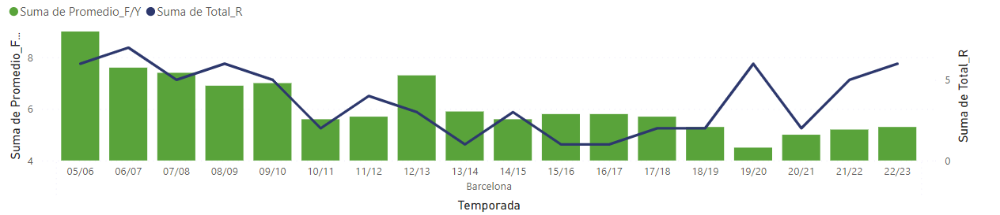 Suma de Promedio_F/Y Suma de Total_R
Suma de Promedio_F...
8
6
4
5
0
Suma de Total_R
05/06 06/07 07/08 08/09 09/10 10/11 11/12 12/13 13/14 14/15 15/16 16/17 17/18 18/19 19/20 20/21 21/22 22/23
Barcelona
Temporada